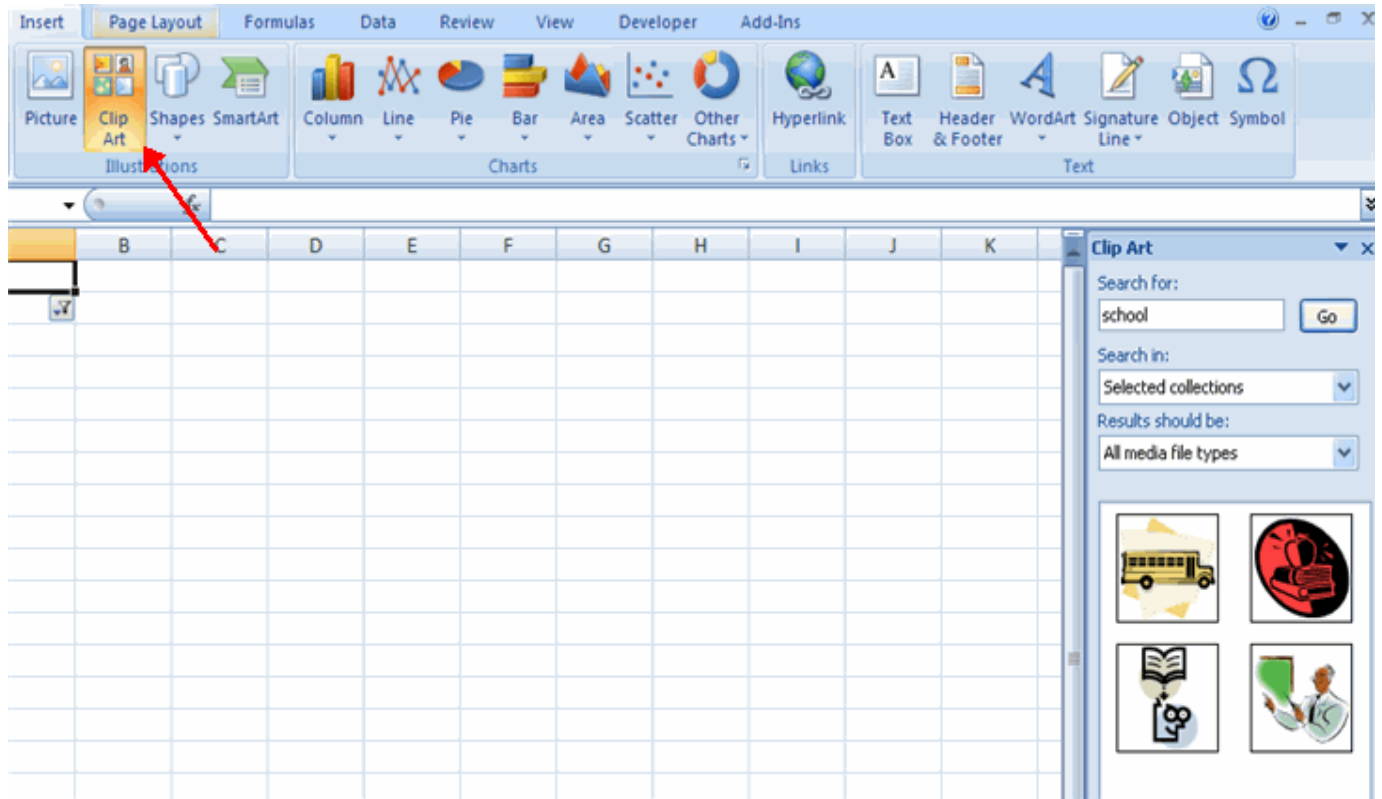 Insert Page Layout Formulas Data Review View Developer Add-Ins
Picture Clip Art Shapes SmartArt Column Line Pie Bar Area Scatter Other Charts Hyperlink Text Box Header & Footer WordArt Signature Line Object Symbol
Charts Links Text
B C D E F G H I J K
Clip Art
Search for:
school Go
Search in:
Selected collections
Results should be:
All media file types